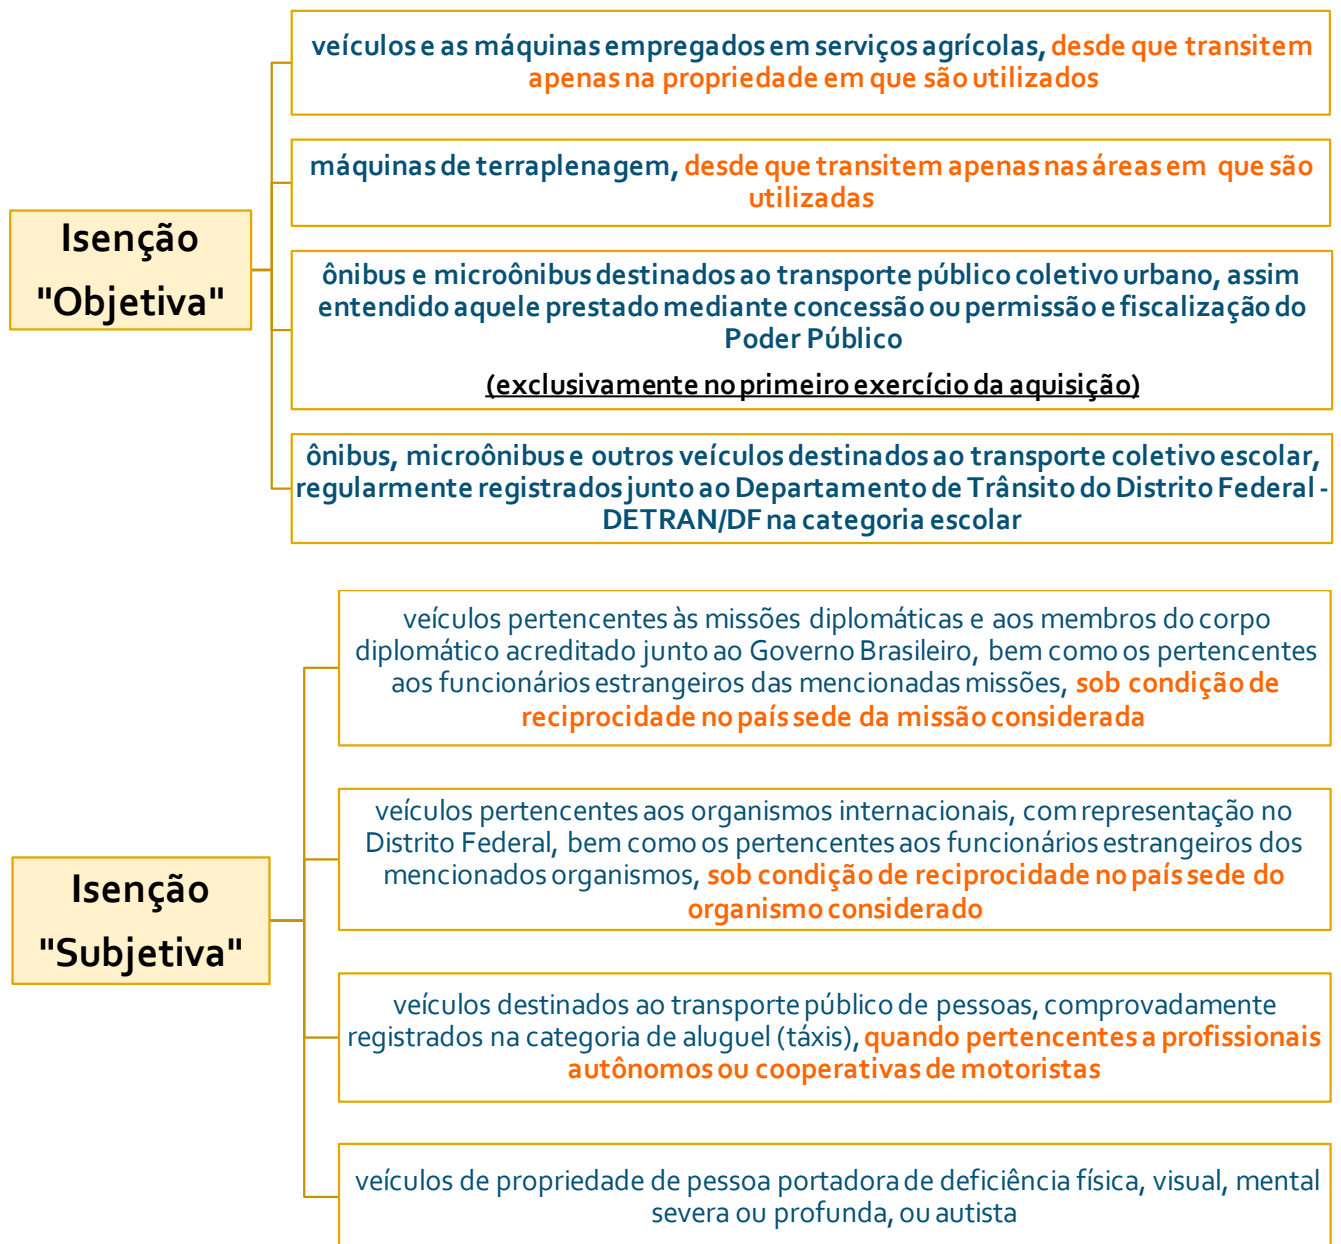 veículos e as máquinas empregados em serviços agrícolas, desde que transitem
apenas na propriedade em que são utilizados
máquinas de terraplenagem, desde que transitem apenas nas áreas em que são
utilizadas
Isenção
"Objetiva"
ônibus e microônibus destinados ao transporte público coletivo urbano, assim
entendido aquele prestado mediante concessão ou permissão e fiscalização do
Poder Público
(exclusivamente no primeiro exercício da aquisição)
ônibus, microônibus e outros veículos destinados ao transporte coletivo escolar,
regularmente registrados junto ao Departamento de Trânsito do Distrito Federal -
DETRAN/DF na categoria escolar
veículos pertencentes às missões diplomáticas e aos membros do corpo
diplomático acreditado junto ao Governo Brasileiro, bem como os pertencentes
aos funcionários estrangeiros das mencionadas missões, sob condição de
reciprocidade no país sede da missão considerada
veículos pertencentes aos organismos internacionais, com representação no
Distrito Federal, bem como os pertencentes aos funcionários estrangeiros dos
mencionados organismos, sob condição de reciprocidade no país sede do
organismo considerado
Isenção
"Subjetiva"
veículos destinados ao transporte público de pessoas, comprovadamente
registrados na categoria de aluguel (táxis), quando pertencentes a profissionais
autônomos ou cooperativas de motoristas
veículos de propriedade de pessoa portadora de deficiência física, visual, mental
severa ou profunda, ou autista